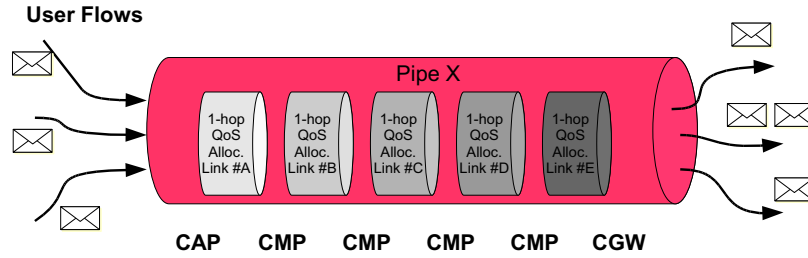 User Flows
Pipe X
1-hop
QoS
Alloc.
Link #A
1-hop
QoS
Alloc.
Link #B
1-hop
QoS
Alloc.
Link #C
1-hop
QoS
Alloc.
Link #D
1-hop
QoS
Alloc.
Link #E
CAP CMP CMP CMP CMP CGW